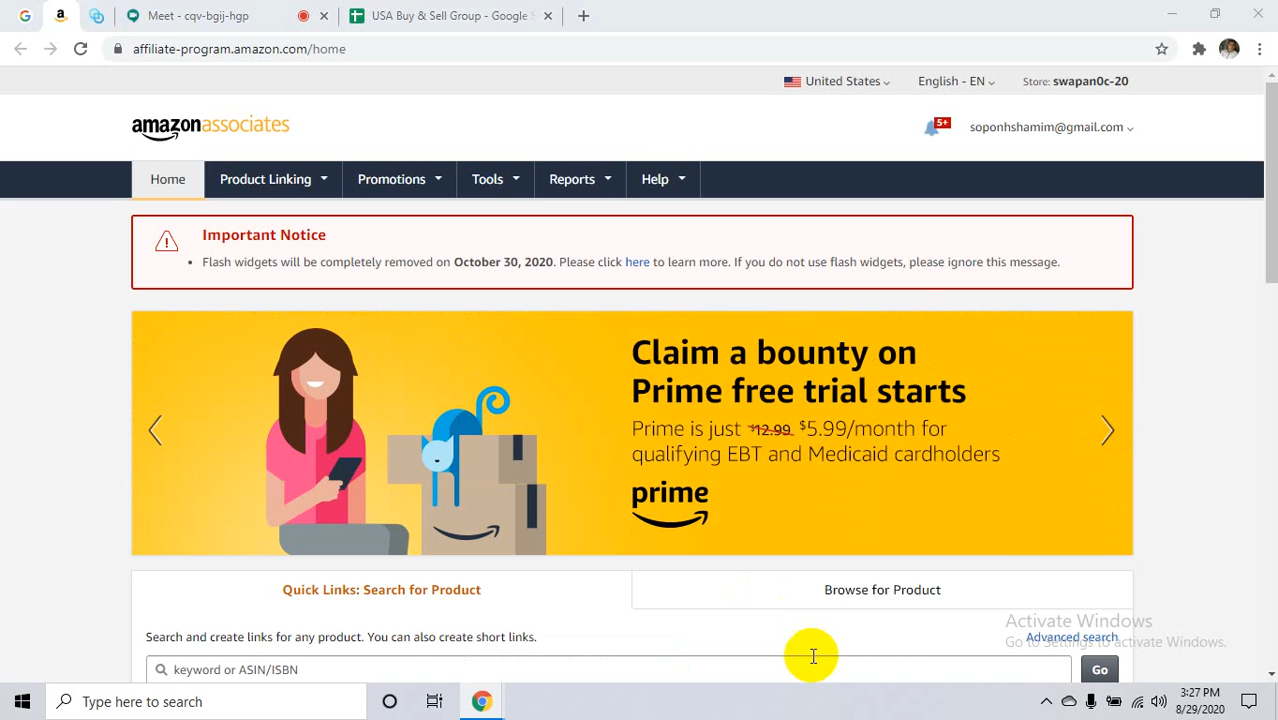 Meet - cqv-bgij-hgp
USA Buy & Sell Group - Google S
affiliate-program.amazon.com/home
United States
English - EN
Store: swapan0c-20
amazonassociates
5+
soponhshamim@gmail.com
Home
Product Linking
Promotions
Tools
Reports
Help
Important Notice
• Flash widgets will be completely removed on October 30, 2020. Please click here to learn more. If you do not use flash widgets, please ignore this message.
Claim a bounty on
Prime free trial starts
Prime is just $12.99 $5.99/month for
qualifying EBT and Medicaid cardholders
prime
Quick Links: Search for Product
Browse for Product
Search and create links for any product. You can also create short links.
Advanced search
keyword or ASIN/ISBN
Go
Activate Windows
Go to Settings to activate Windows.
Type here to search
3:27 PM
8/29/2020